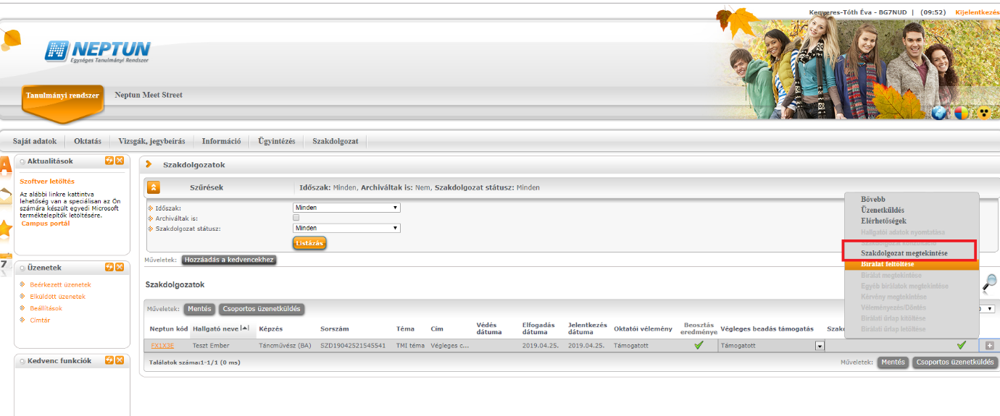 Kenyeres-Tóth Éva - BG7NUD | (09:52) Kijelentkezés
NEPTUN
Egységes Tanulmányi Rendszer
Tanulmányi rendszer Neptun Meet Street
Saját adatok Oktatás Vizsgák, jegybeírás Információ Ügyintézés Szakdolgozat
Aktualitások
Szoftver letöltés
Az alábbi linkre kattintva
lehetőség van a speciálisan az Ön
számára készült egyedi Microsoft
terméktelepítők letöltésére.
Campus portál
Üzenetek
Beérkezett üzenetek
Elküldött üzenetek
Beállítások
Címtár
Kedvenc funkciók
7
Szakdolgozatok
Szűrések Időszak: Minden, Archiváltak is: Nem, Szakdolgozat státusz: Minden
Időszak: Minden
Archiváltak is:
Szakdolgozat státusz: Minden
Listázás
Műveletek: Hozzáadás a kedvencekhez
Bővebb
Üzenetküldés
Elérhetőségek
Hallgatói adatok nyomtatása
Szakdolgozat konzultáció
Szakdolgozat megtekintése
Bírálat feltöltése
Bírálat megtekintése
Egyéb bírálatok megtekintése
Kérvény megtekintése
Véleményezés/Döntés
Bírálati űrlap kitöltése
Bírálati űrlap letöltése
Szakdolgozatok
Műveletek: Mentés Csoportos üzenetküldés
Neptun kód Hallgató neve Képzés Sorszám Téma Cím Védés dátuma Elfogadás dátuma Jelentkezés dátuma Oktatói vélemény Beosztás eredménye Végleges beadás támogatás
FX1X3E Teszt Ember Táncművész (BA) SZD19042521545541 TMI téma Végleges c... 2019.04.25. 2019.04.25. Támogatott Támogatott
Találatok száma:1-1/1 (0 ms)
Műveletek: Mentés Csoportos üzenetküldés